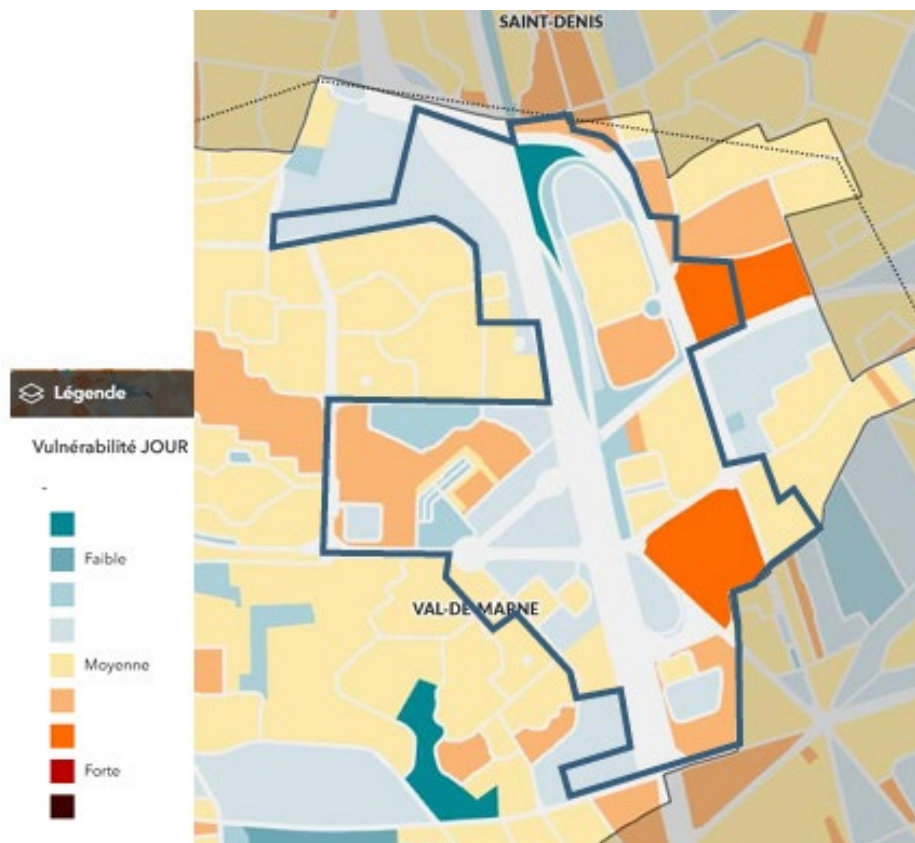 SAINT-DENIS
Légende
Vulnérabilité JOUR
-
Faible
VAL-DE-MARNE
Moyenne
Forte